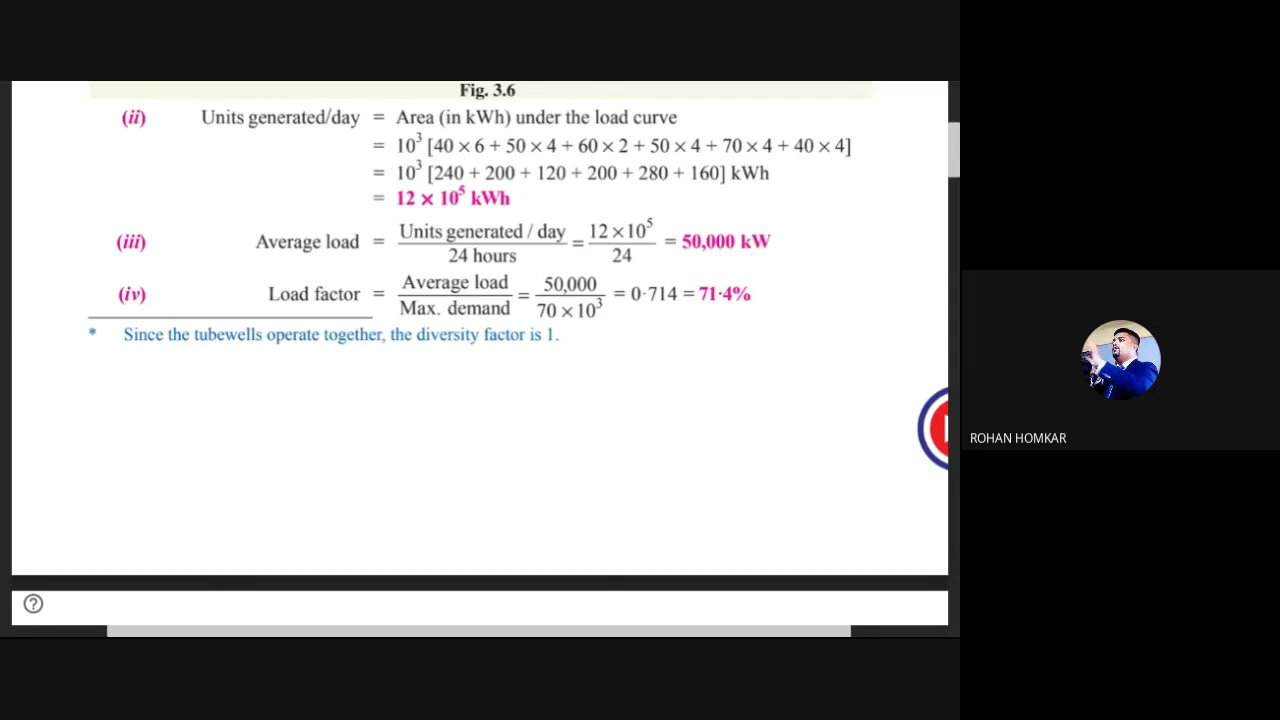 Fig. 3.6
(ii) Units generated/day = Area (in kWh) under the load curve
= 10³ [40 × 6 + 50 × 4 + 60 × 2 + 50 × 4 + 70 × 4 + 40 × 4]
= 10³ [240 + 200 + 120 + 200 + 280 + 160] kWh
= 12 × 10⁵ kWh
(iii) Average load = Units generated / day / 24 hours = 12 × 10⁵ / 24 = 50,000 kW
(iv) Load factor = Average load / Max. demand = 50,000 / 70 × 10³ = 0·714 = 71·4%
* Since the tubewells operate together, the diversity factor is 1.
ROHAN HOMKAR